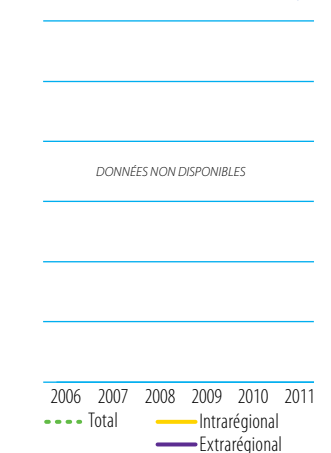 DONNÉES NON DISPONIBLES
2006 2007 2008 2009 2010 2011
Total Intrarégional
Extrarégional